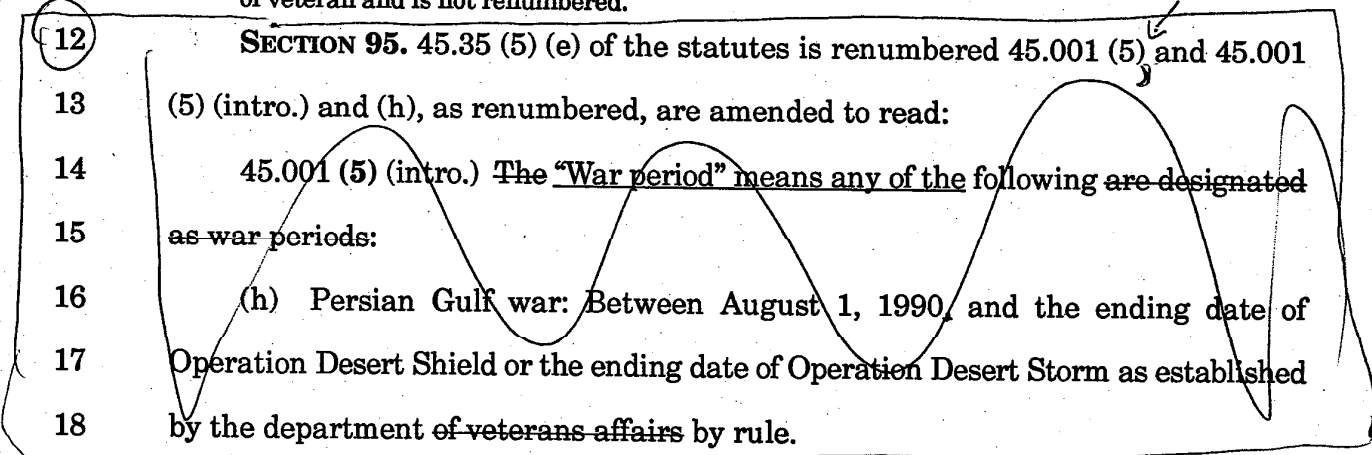 of veteran and is not renumbered.
12 SECTION 95. 45.35 (5) (e) of the statutes is renumbered 45.001 (5), and 45.001
13 (5) (intro.) and (h), as renumbered, are amended to read:
14 45.001 (5) (intro.) The "War period" means any of the following are designated
15 as war periods:
16 (h) Persian Gulf war: Between August 1, 1990, and the ending date of
17 Operation Desert Shield or the ending date of Operation Desert Storm as established
18 by the department of veterans affairs by rule.